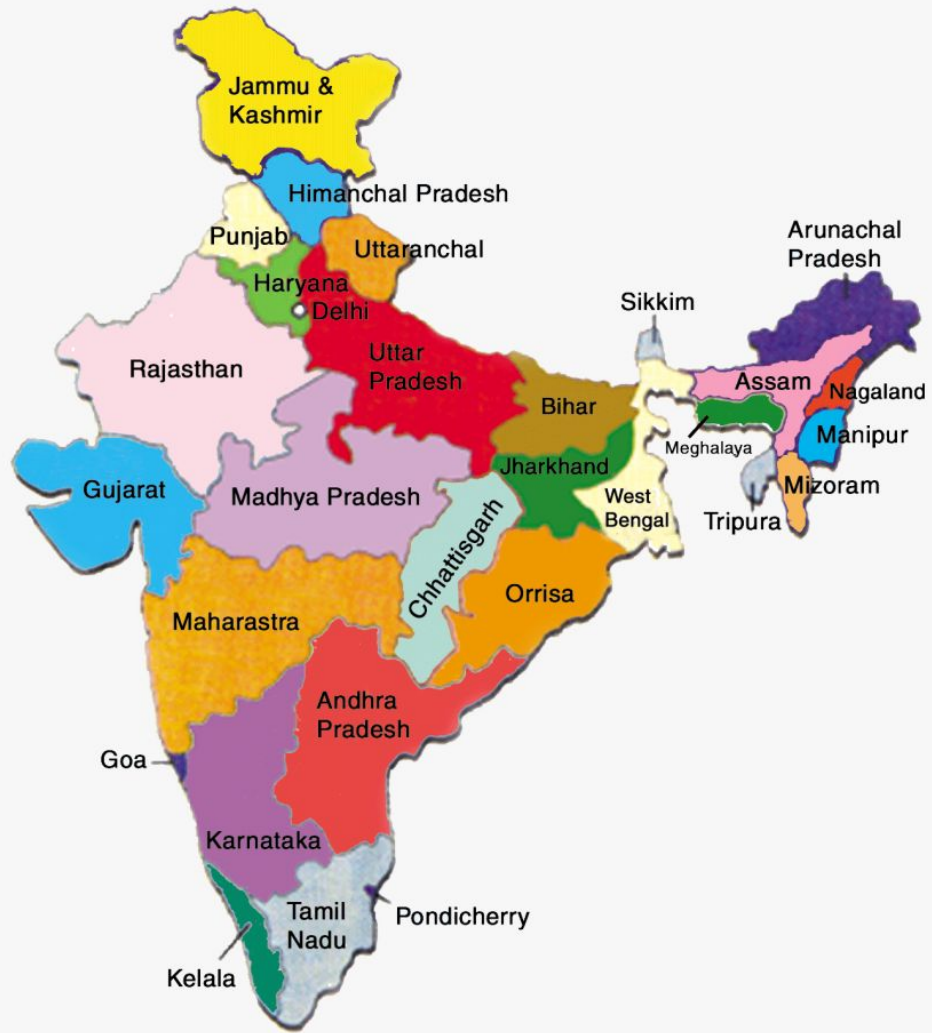 Jammu &
Kashmir
Himanchal Pradesh
Punjab
Uttaranchal
Arunachal
Pradesh
Haryana
Delhi
Sikkim
Rajasthan
Uttar
Pradesh
Assam
Nagaland
Bihar
Manipur
Meghalaya
Jharkhand
Gujarat
Madhya Pradesh
Mizoram
West
Bengal
Tripura
Chhattisgarh
Orrisa
Maharastra
Andhra
Pradesh
Goa
Karnataka
Tamil
Nadu
Pondicherry
Kelala